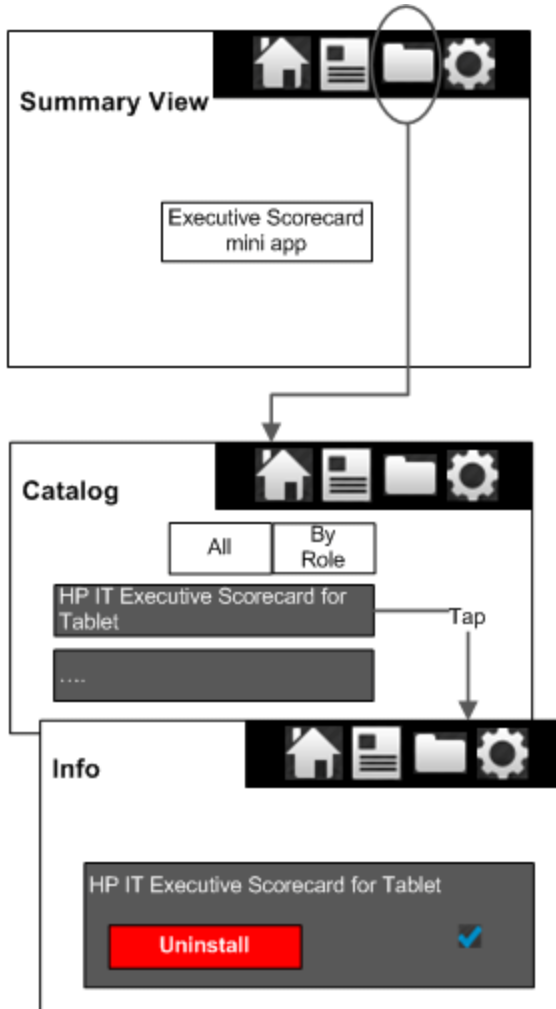 Summary View
Executive Scorecard
mini app
Catalog
All
By
Role
HP IT Executive Scorecard for
Tablet
Tap
....
Info
HP IT Executive Scorecard for Tablet
Uninstall